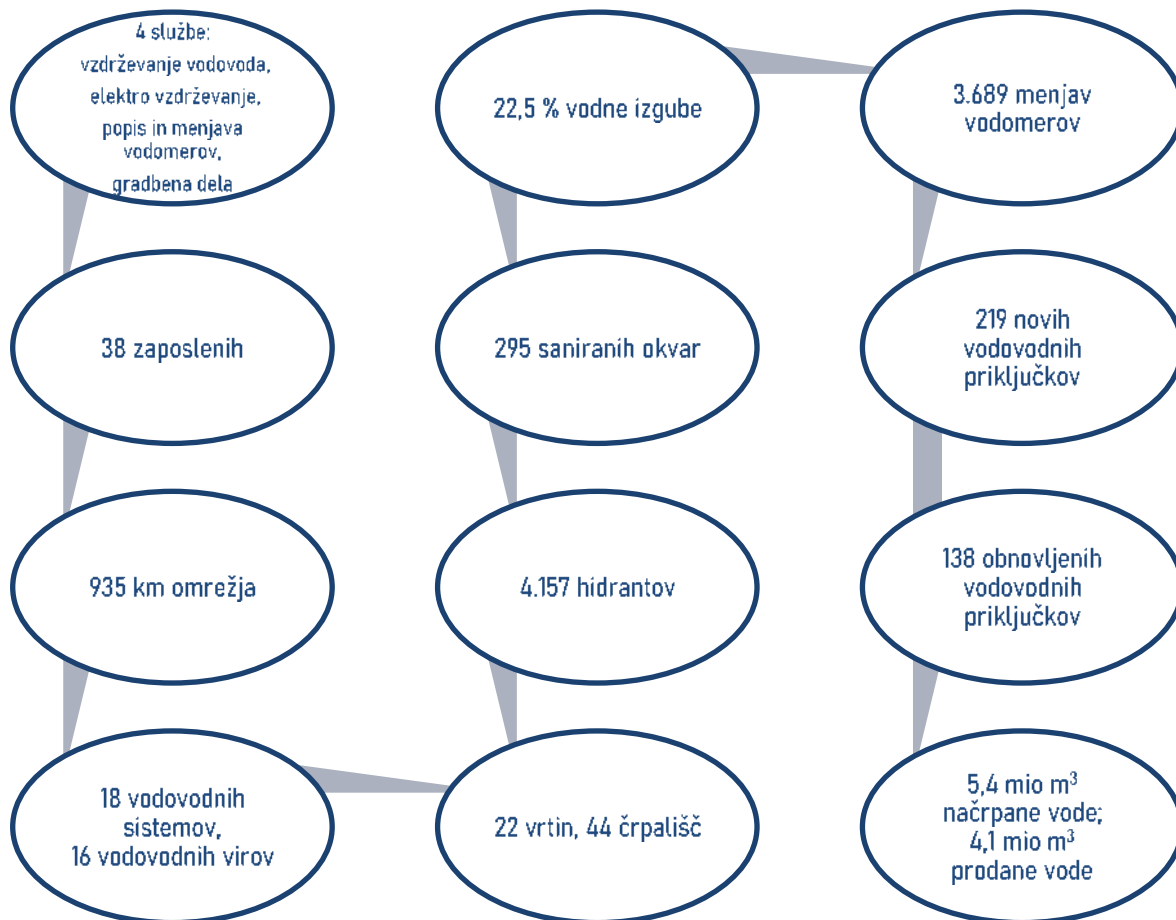 4 službe:
vzdrževanje vodovoda,
elektro vzdrževanje,
popis in menjava
vodomerov,
gradbena dela
38 zaposlenih
935 km omrežja
18 vodovodnih
sistemov,
16 vodovodnih virov
22 vrtin, 44 črpališč
4.157 hidrantov
295 saniranih okvar
22,5 % vodne izgube
3.689 menjav
vodomerov
219 novih
vodovodnih
priključkov
138 obnovljenih
vodovodnih
priključkov
5,4 mio m³
načrpane vode;
4,1 mio m³
prodane vode